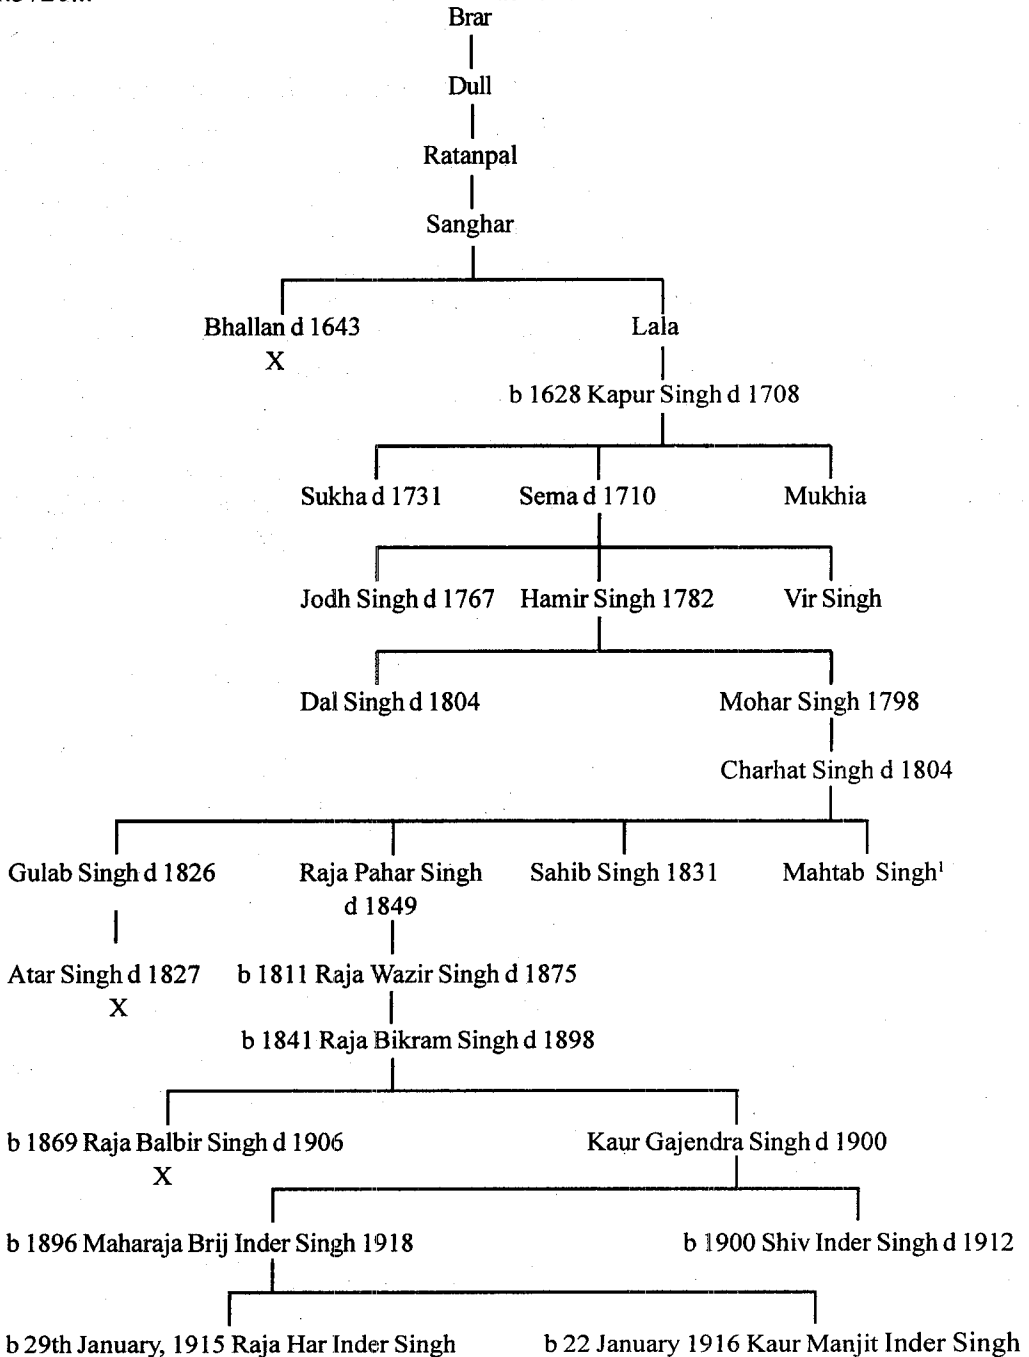 Brar
Dull
Ratanpal
Sanghar
Bhallan d 1643 Lala
X
b 1628 Kapur Singh d 1708
Sukha d 1731 Sema d 1710 Mukhia
Jodh Singh d 1767 Hamir Singh 1782 Vir Singh
Dal Singh d 1804 Mohar Singh 1798
Charhat Singh d 1804
Gulab Singh d 1826 Raja Pahar Singh Sahib Singh 1831 Mahtab Singh¹
d 1849
Atar Singh d 1827 b 1811 Raja Wazir Singh d 1875
X
b 1841 Raja Bikram Singh d 1898
b 1869 Raja Balbir Singh d 1906 Kaur Gajendra Singh d 1900
X
b 1896 Maharaja Brij Inder Singh 1918 b 1900 Shiv Inder Singh d 1912
b 29th January, 1915 Raja Har Inder Singh b 22 January 1916 Kaur Manjit Inder Singh